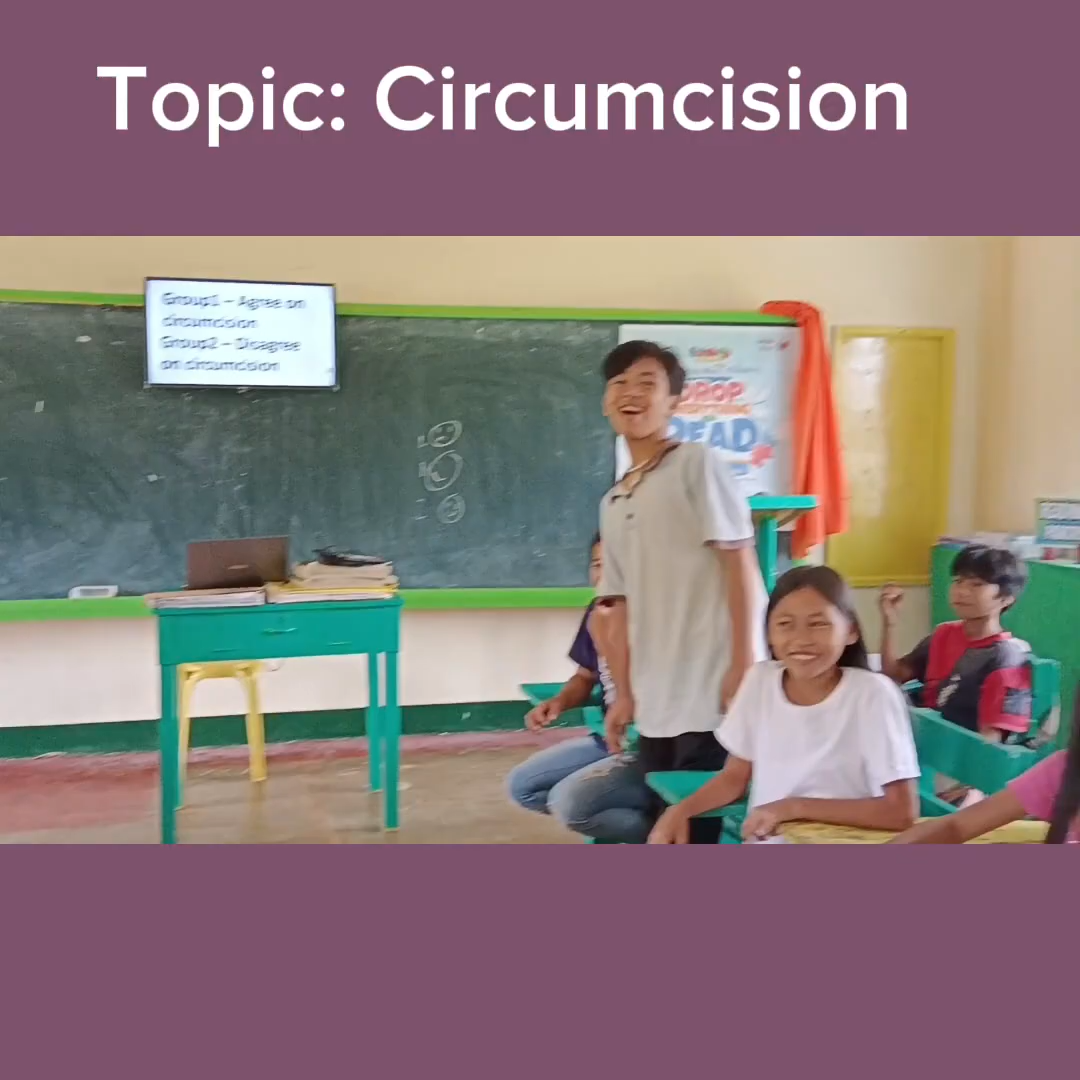 Topic: Circumcision
Group1 – Agree on
circumcision
Group2 – Disagree
on circumcision
DROP
READ